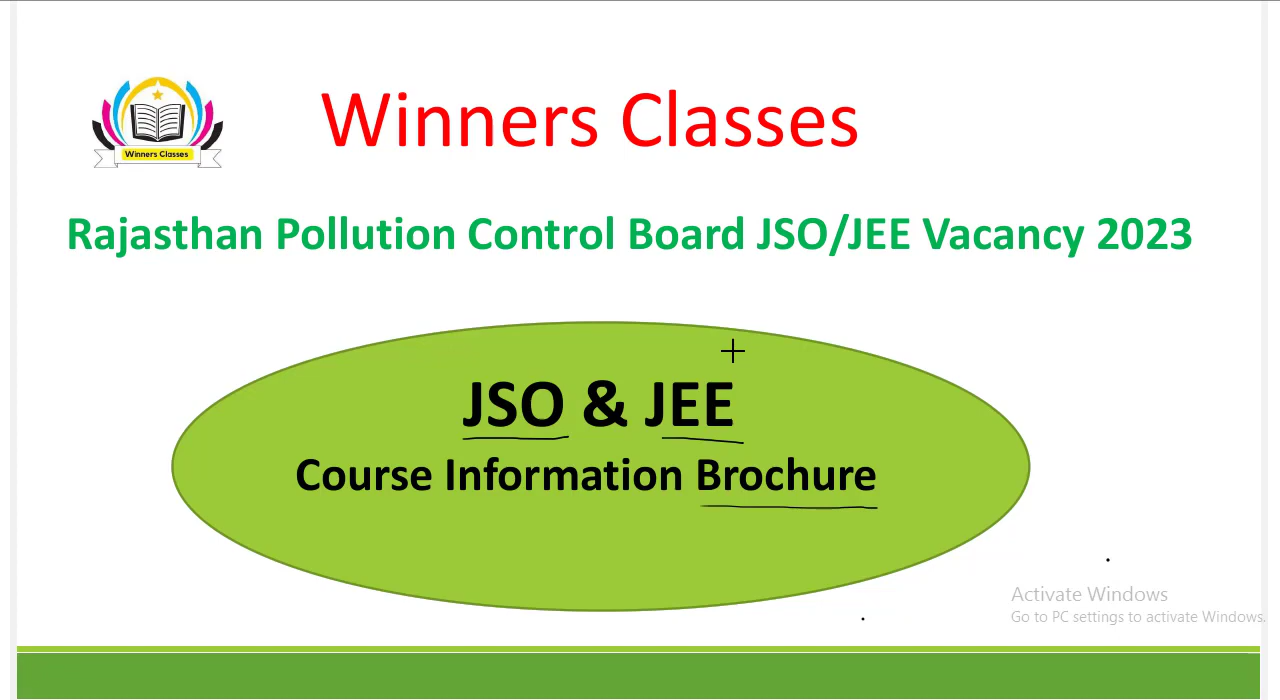 Winners Classes
Winners Classes
Rajasthan Pollution Control Board JSO/JEE Vacancy 2023
JSO & JEE
Course Information Brochure
Activate Windows
Go to PC settings to activate Windows.